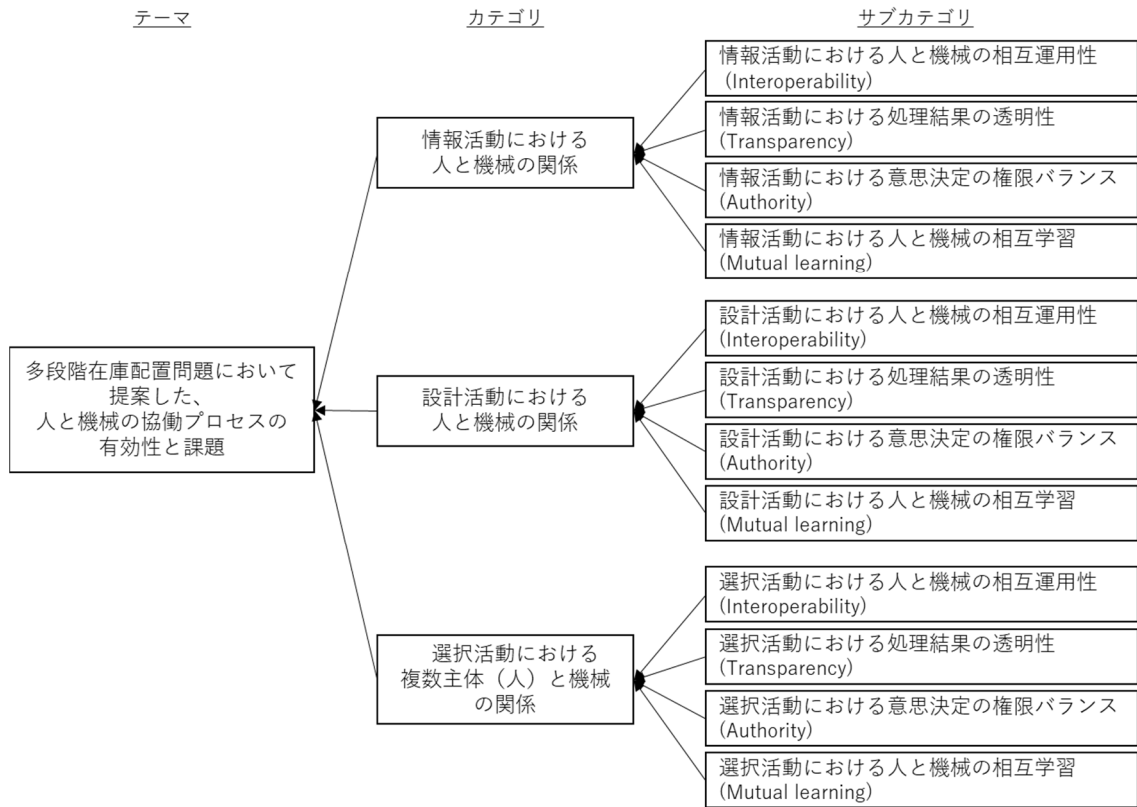 テーマ
カテゴリ
サブカテゴリ
多段階在庫配置問題において
提案した、
人と機械の協働プロセスの
有効性と課題
情報活動における
人と機械の関係
情報活動における人と機械の相互運用性
(Interoperability)
情報活動における処理結果の透明性
(Transparency)
情報活動における意思決定の権限バランス
(Authority)
情報活動における人と機械の相互学習
(Mutual learning)
設計活動における
人と機械の関係
設計活動における人と機械の相互運用性
(Interoperability)
設計活動における処理結果の透明性
(Transparency)
設計活動における意思決定の権限バランス
(Authority)
設計活動における人と機械の相互学習
(Mutual learning)
選択活動における
複数主体（人）と機械
の関係
選択活動における人と機械の相互運用性
(Interoperability)
選択活動における処理結果の透明性
(Transparency)
選択活動における意思決定の権限バランス
(Authority)
選択活動における人と機械の相互学習
(Mutual learning)